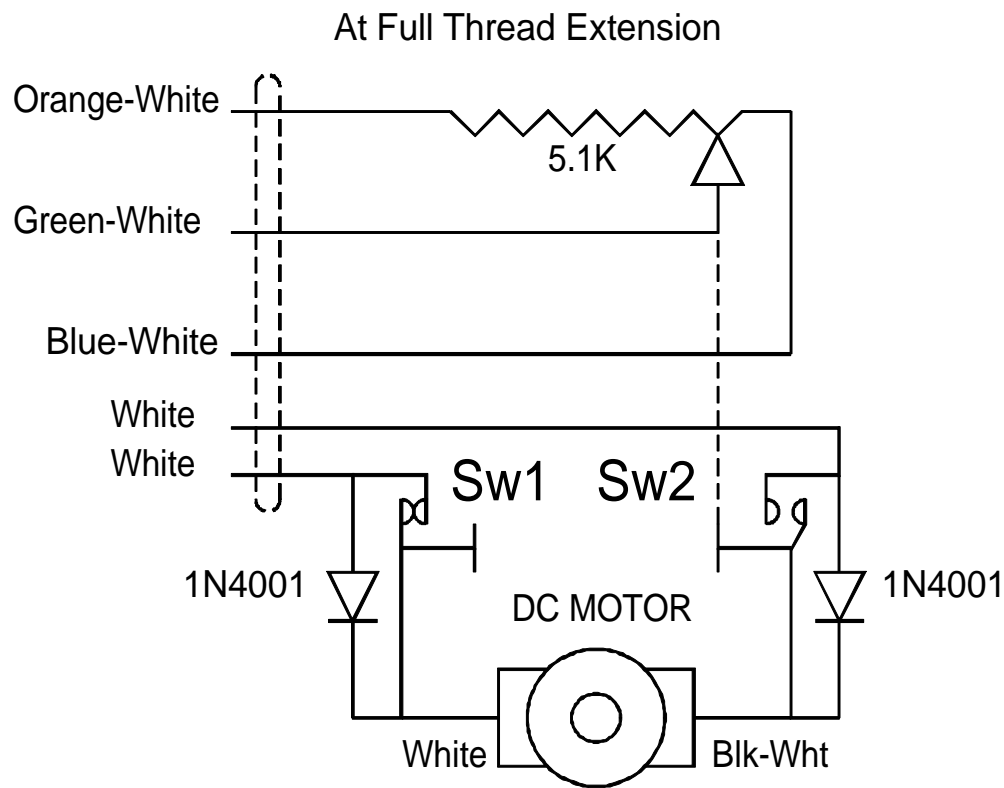 At Full Thread Extension
Orange-White
5.1K
Green-White
Blue-White
White
White
Sw1
Sw2
1N4001
1N4001
DC MOTOR
White
Blk-Wht